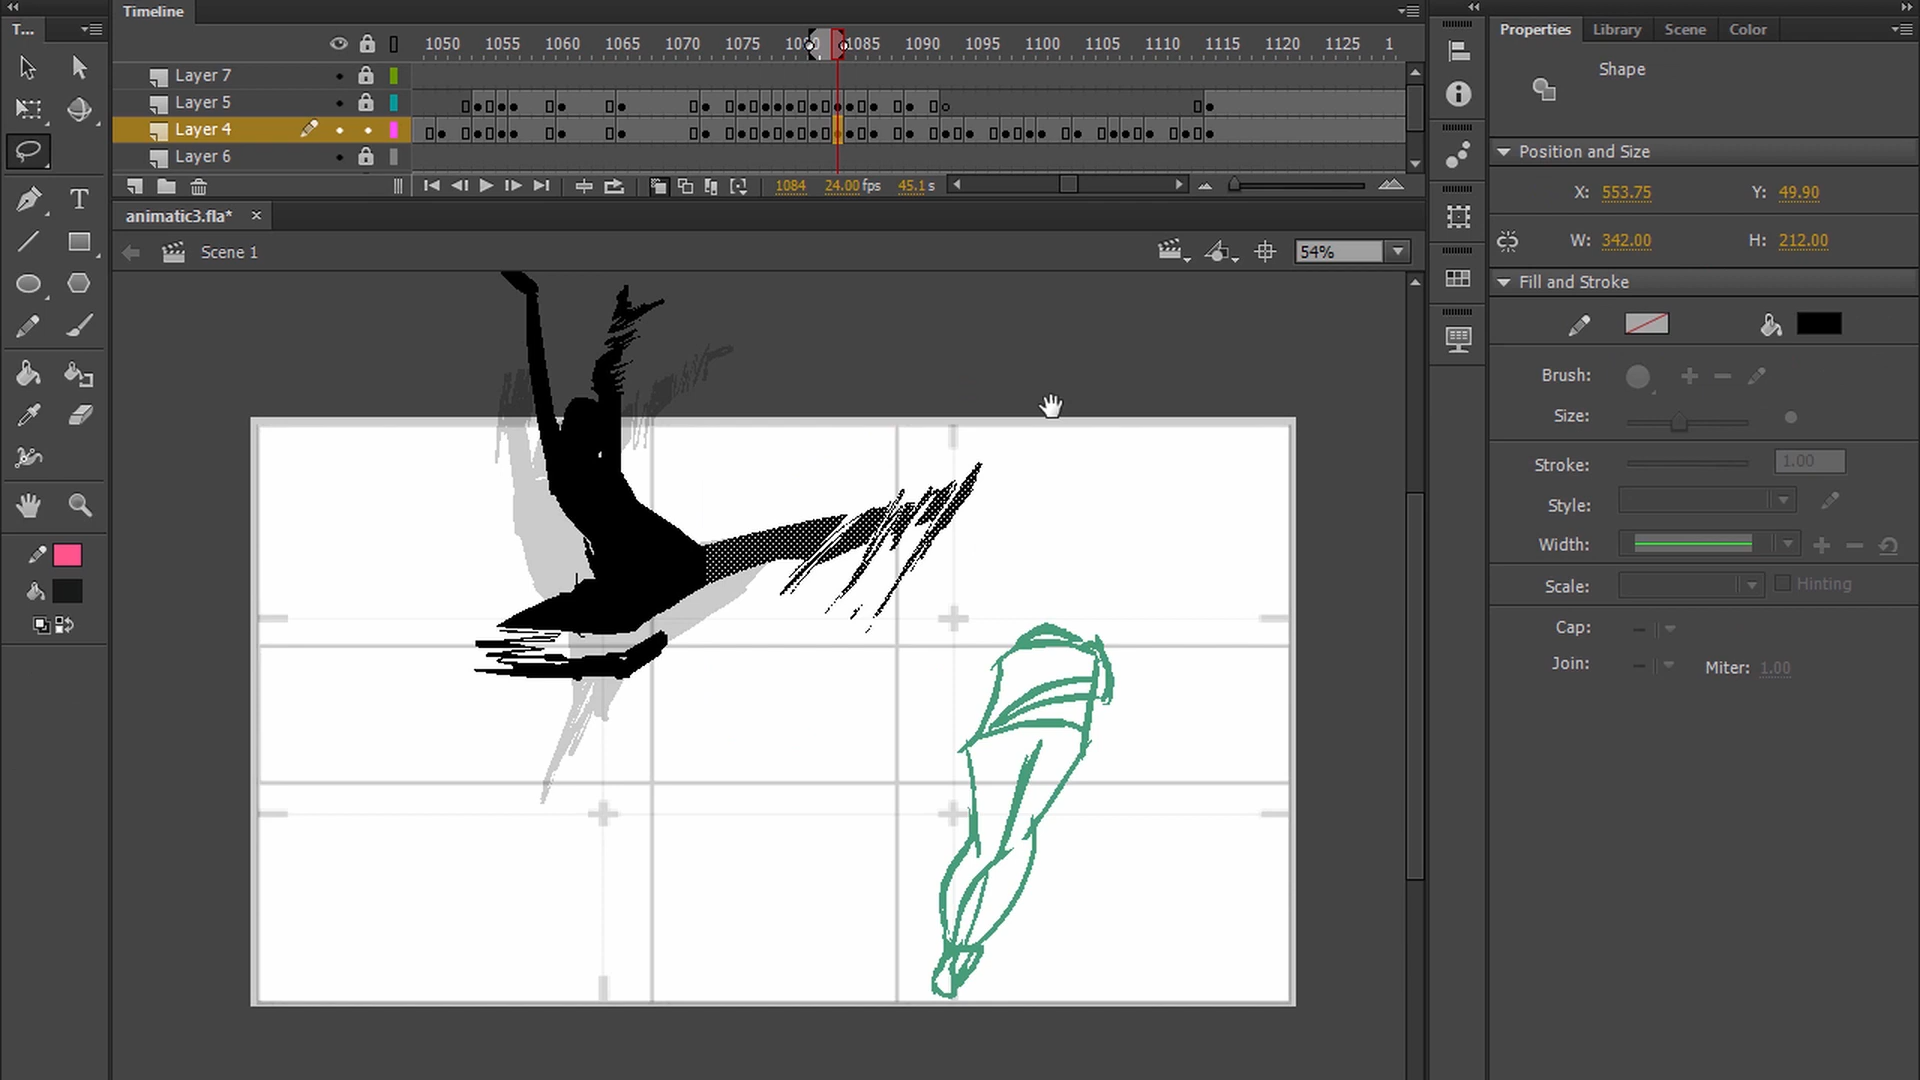 T...
Timeline
1050 1055 1060 1065 1070 1075 1085 1090 1095 1100 1105 1110 1115 1120 1125 1
Layer 7
Layer 5
Layer 4
Layer 6
1084 24.00 fps 45.1 s
animatic3.fla* ×
Scene 1
54%
T
Properties Library Scene Color
Shape
Position and Size
X: 553.75 Y: 49.90
W: 342.00 H: 212.00
Fill and Stroke
Brush:
Size:
Stroke: 1.00
Style:
Width:
Scale: Hinting
Cap:
Join: Miter: 1.00